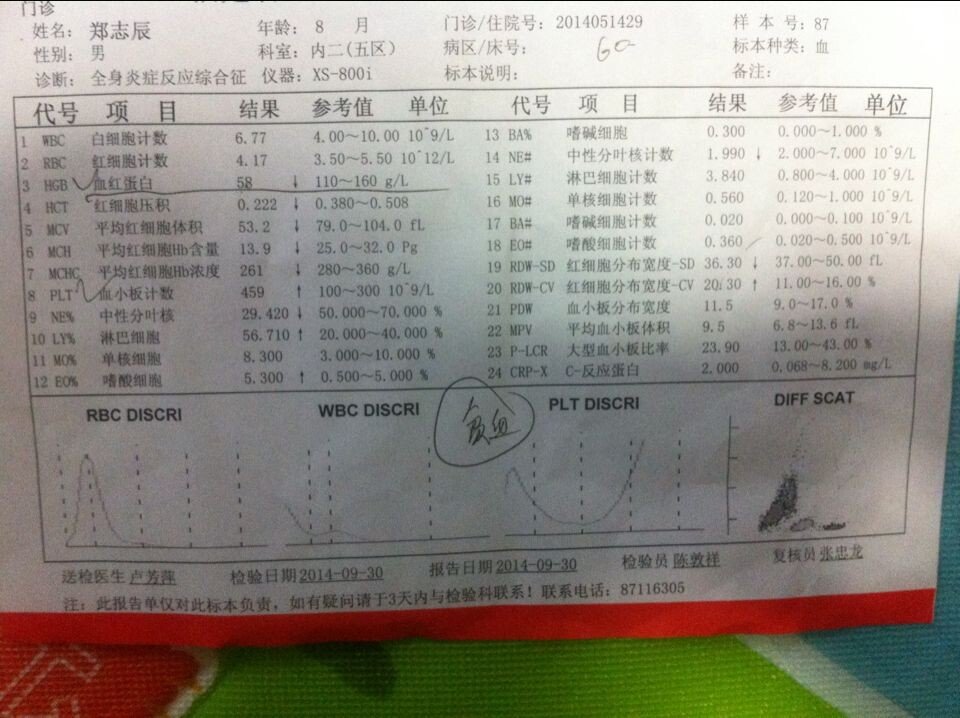 门诊
姓名: 郑志辰 年龄: 8 月 门诊/住院号: 2014051429 样 本 号: 87
性别: 男 科室: 内二(五区) 病区/床号: 60 标本种类: 血
诊断: 全身炎症反应综合征 仪器: XS-800i 标本说明: 备注:
代号 项 目 结果 参考值 单位 代号 项 目 结果 参考值 单位
1 WBC 白细胞计数 6.77 4.00～10.00 10^9/L 13 BA% 嗜碱细胞 0.300 0.000～1.000 %
2 RBC 红细胞计数 4.17 3.50～5.50 10^12/L 14 NE# 中性分叶核计数 1.990 ↓ 2.000～7.000 10^9/L
3 HGB 血红蛋白 58 ↓ 110～160 g/L 15 LY# 淋巴细胞计数 3.840 0.800～4.000 10^9/L
4 HCT 红细胞压积 0.222 ↓ 0.380～0.508 16 MO# 单核细胞计数 0.560 0.120～1.000 10^9/L
5 MCV 平均红细胞体积 53.2 ↓ 79.0～104.0 fL 17 BA# 嗜碱细胞计数 0.020 0.000～0.100 10^9/L
6 MCH 平均红细胞Hb含量 13.9 ↓ 25.0～32.0 Pg 18 EO# 嗜酸细胞计数 0.360 0.020～0.500 10^9/L
7 MCHC 平均红细胞Hb浓度 261 ↓ 280～360 g/L 19 RDW-SD 红细胞分布宽度-SD 36.30 ↓ 37.00～50.00 fL
8 PLT 血小板计数 459 ↑ 100～300 10^9/L 20 RDW-CV 红细胞分布宽度-CV 20.30 ↑ 11.00～16.00 %
9 NE% 中性分叶核 29.420 ↓ 50.000～70.000 % 21 PDW 血小板分布宽度 11.5 9.0～17.0 %
10 LY% 淋巴细胞 56.710 ↑ 20.000～40.000 % 22 MPV 平均血小板体积 9.5 6.8～13.6 fL
11 MO% 单核细胞 8.300 3.000～10.000 % 23 P-LCR 大型血小板比率 23.90 13.00～43.00 %
12 EO% 嗜酸细胞 5.300 ↑ 0.500～5.000 % 24 CRP-X C-反应蛋白 2.000 0.068～8.200 mg/L
RBC DISCRI WBC DISCRI 贫血 PLT DISCRI DIFF SCAT
送检医生 卢芳萍 检验日期 2014-09-30 报告日期 2014-09-30 检验员 陈敦祥 复核员 张忠龙
注: 此报告单仅对此标本负责, 如有疑问请于3天内与检验科联系! 联系电话: 87116305